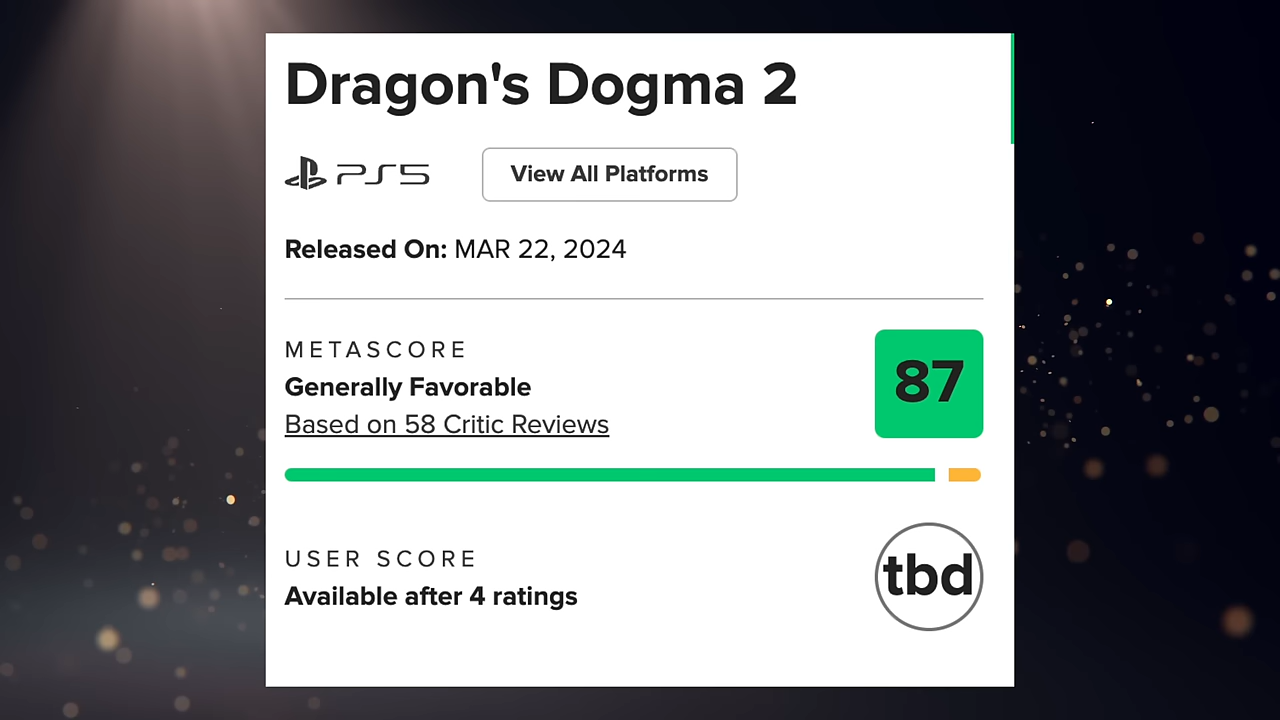 Dragon's Dogma 2
PS5
View All Platforms
Released On: MAR 22, 2024
METASCORE
Generally Favorable
Based on 58 Critic Reviews
87
USER SCORE
Available after 4 ratings
tbd